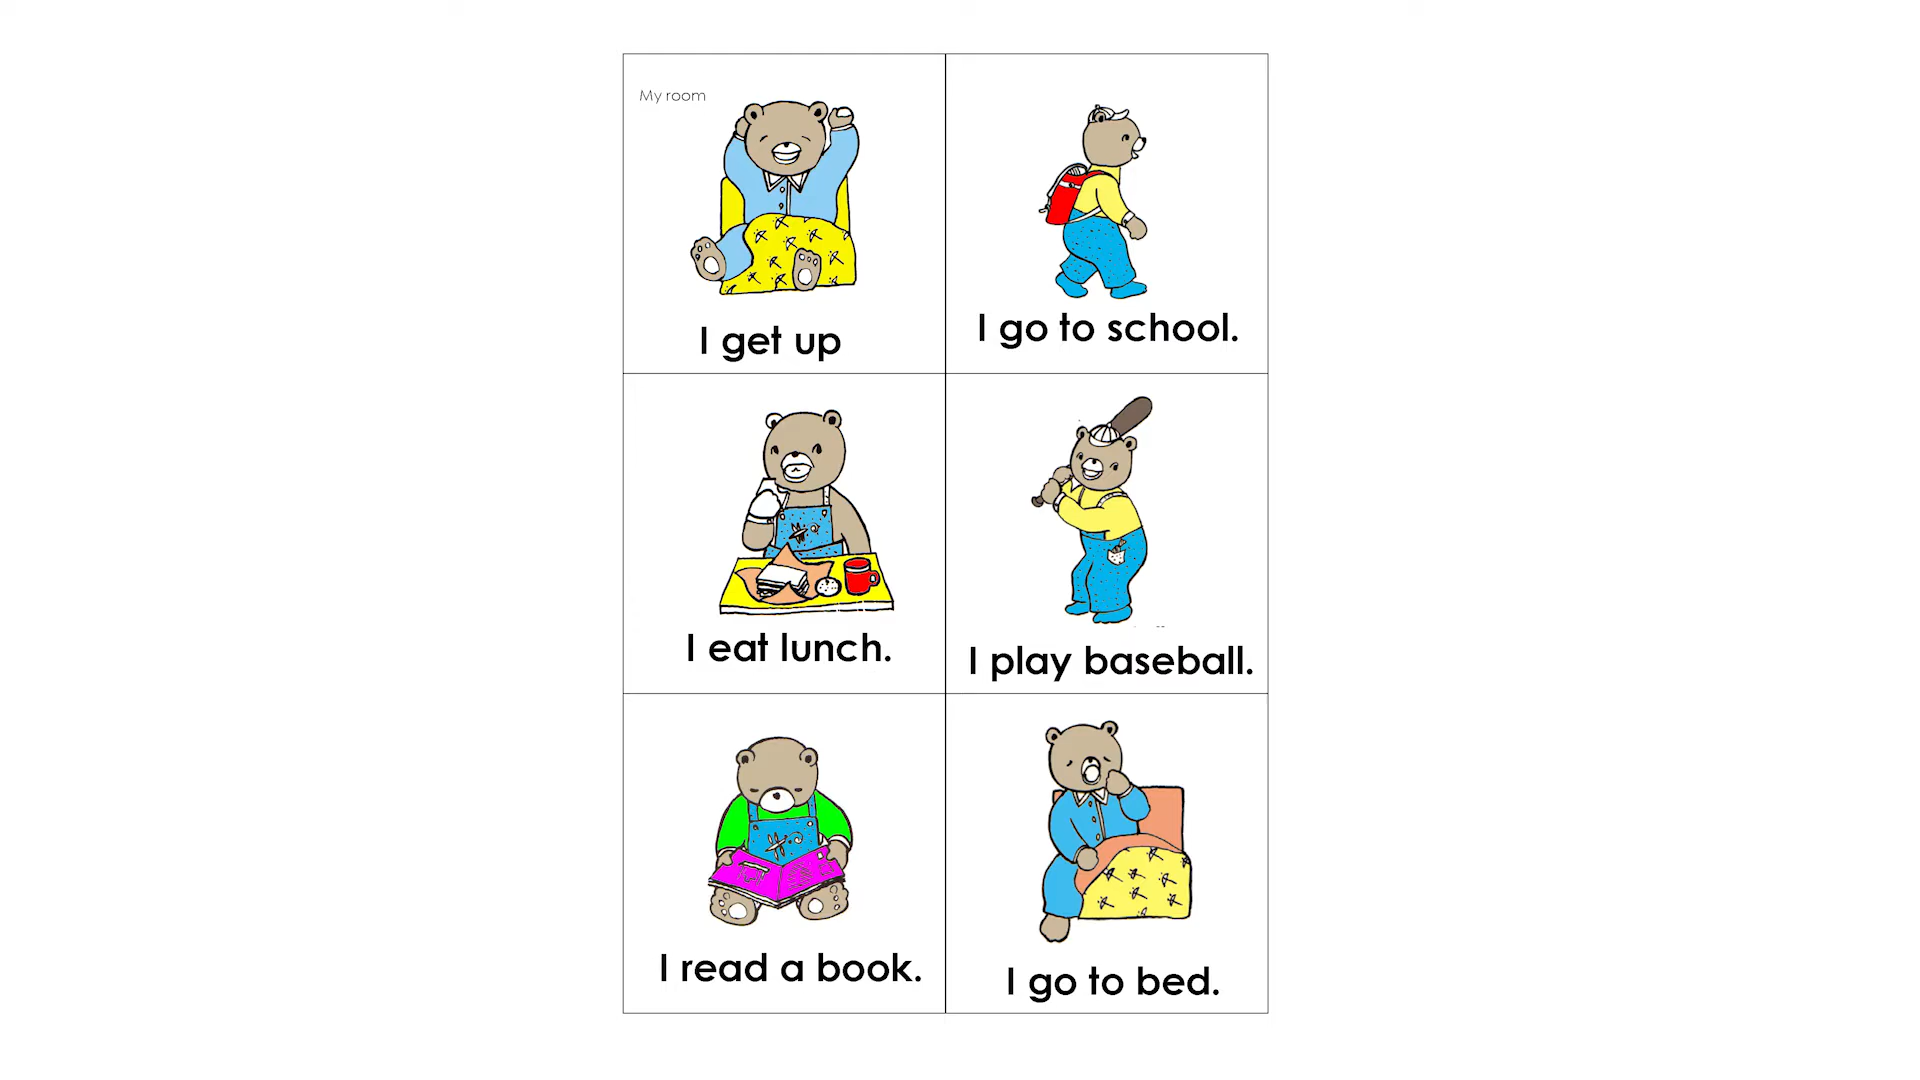 My room
I get up
I go to school.
I eat lunch.
I play baseball.
I read a book.
I go to bed.